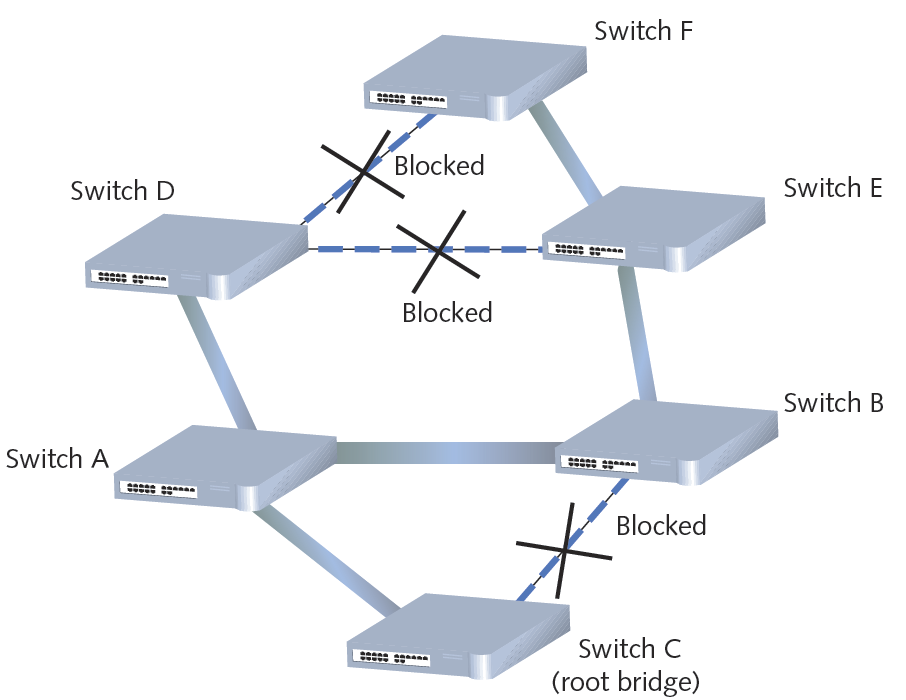 Switch F
Blocked
Switch D
Switch E
Blocked
Switch B
Switch A
Blocked
Switch C
(root bridge)